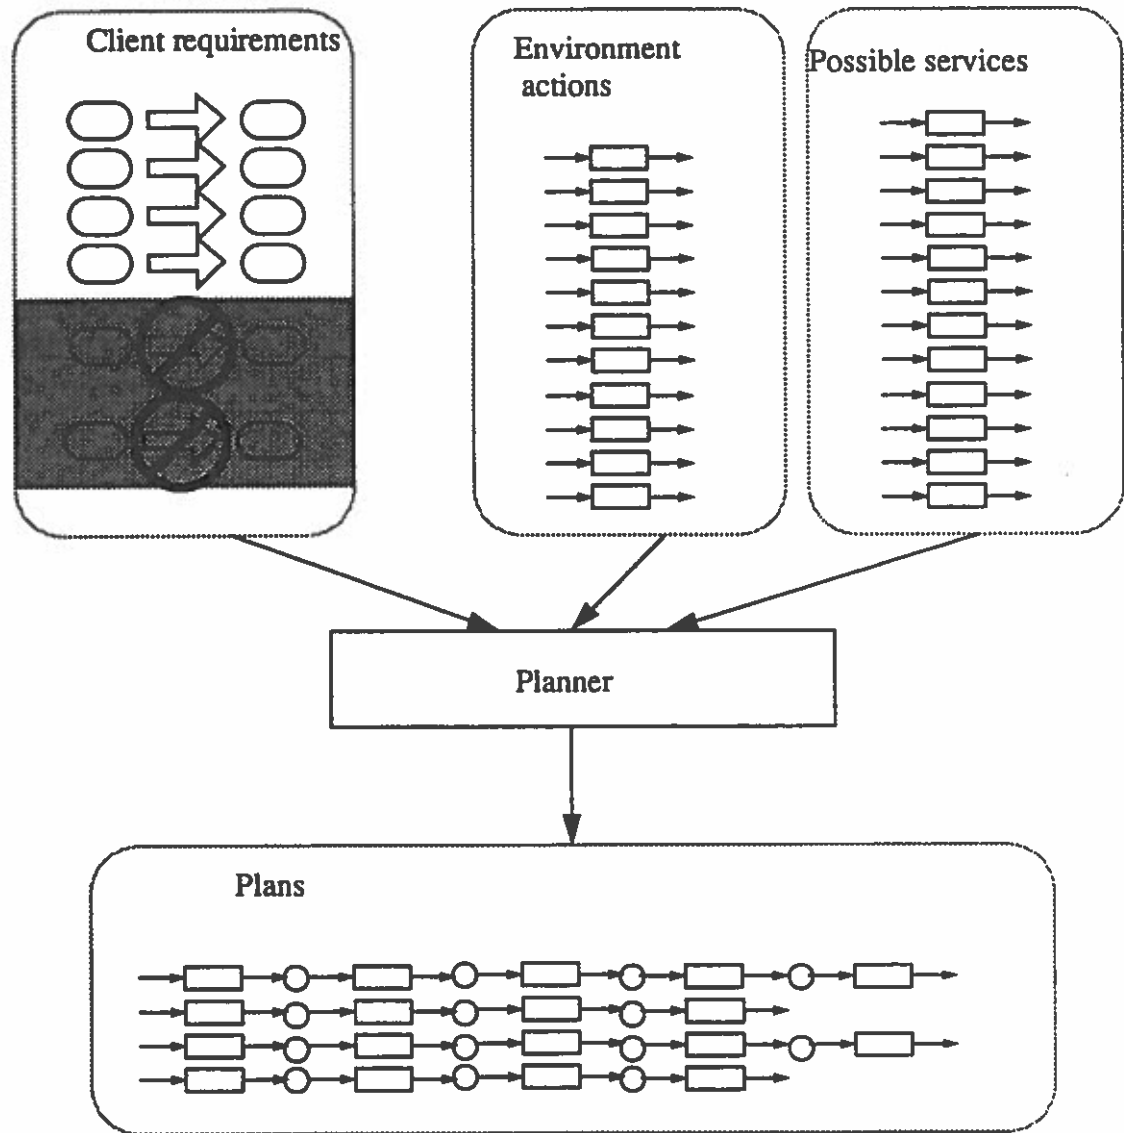 Client requirements
Environment
actions
Possible services
Planner
Plans